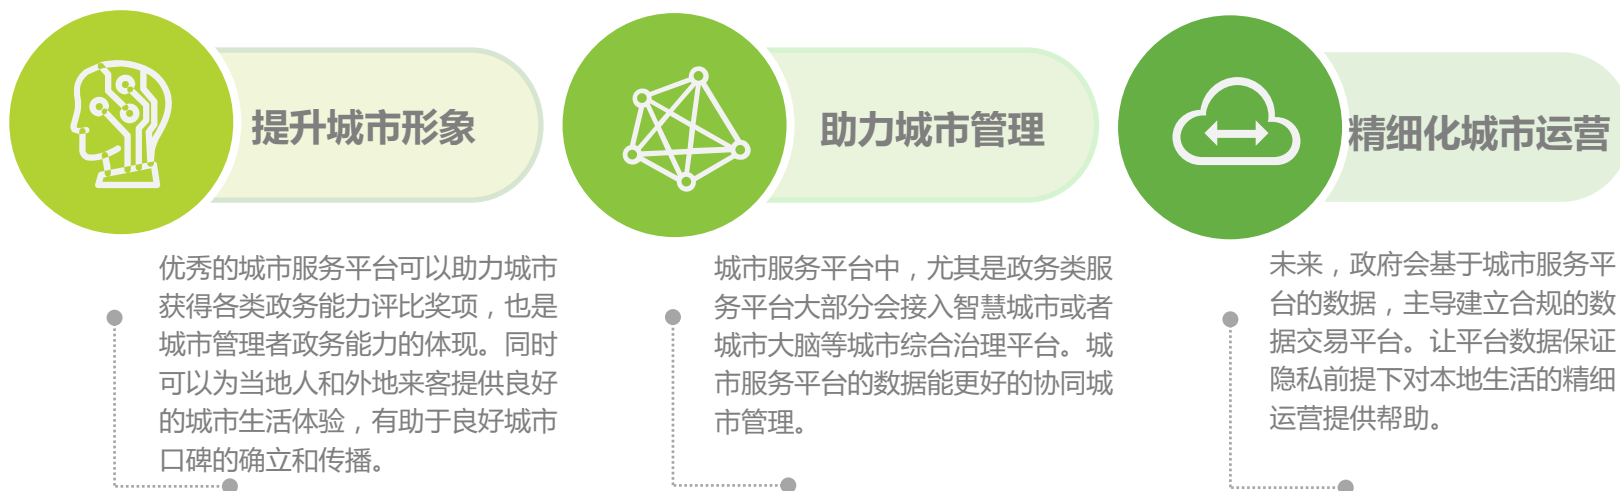 提升城市形象
优秀的城市服务平台可以助力城市
获得各类政务能力评比奖项，也是
城市管理者政务能力的体现。同时
可以为当地人和外地来客提供良好
的城市生活体验，有助于良好城市
口碑的确立和传播。
助力城市管理
城市服务平台中，尤其是政务类服
务平台大部分会接入智慧城市或者
城市大脑等城市综合治理平台。城
市服务平台的数据能更好的协同城
市管理。
精细化城市运营
未来，政府会基于城市服务平
台的数据，主导建立合规的数
据交易平台。让平台数据保证
隐私前提下对本地生活的精细
运营提供帮助。